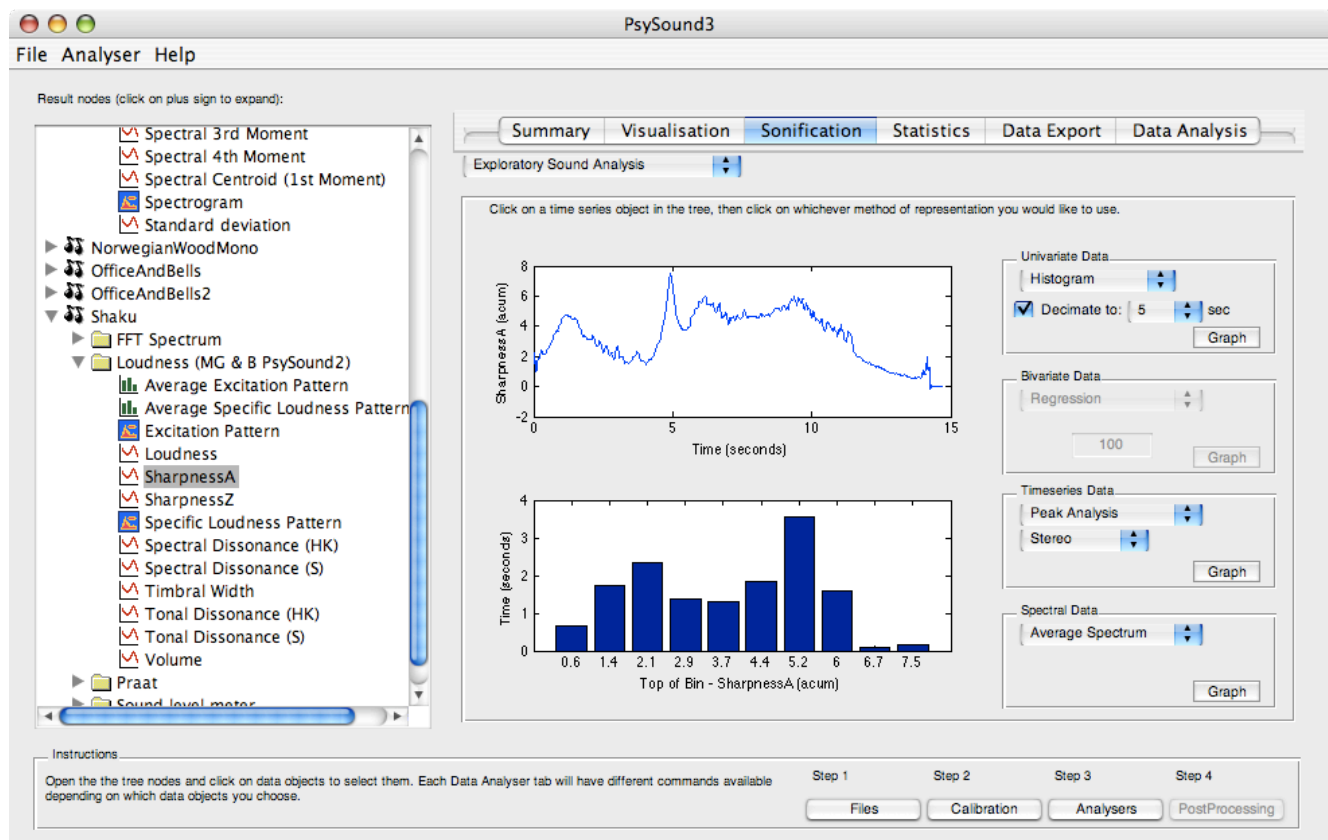 PsySound3
File Analyser Help
Result nodes (click on plus sign to expand):
Spectral 3rd Moment
Spectral 4th Moment
Spectral Centroid (1st Moment)
Spectrogram
Standard deviation
NorwegianWoodMono
OfficeAndBells
OfficeAndBells2
Shaku
FFT Spectrum
Loudness (MG & B PsySound2)
Average Excitation Pattern
Average Specific Loudness Pattern
Excitation Pattern
Loudness
SharpnessA
SharpnessZ
Specific Loudness Pattern
Spectral Dissonance (HK)
Spectral Dissonance (S)
Timbral Width
Tonal Dissonance (HK)
Tonal Dissonance (S)
Volume
Praat
Sound level meter
Summary Visualisation Sonification Statistics Data Export Data Analysis
Exploratory Sound Analysis
Click on a time series object in the tree, then click on whichever method of representation you would like to use.
SharpnessA (acum)
8
6
4
2
0
-2
0 5 10 15
Time (seconds)
Time (seconds)
4
3
2
1
0
0.6 1.4 2.1 2.9 3.7 4.4 5.2 6 6.7 7.5
Top of Bin - SharpnessA (acum)
Univariate Data
Histogram
Decimate to: 5 sec
Graph
Bivariate Data
Regression
100
Graph
Timeseries Data
Peak Analysis
Stereo
Graph
Spectral Data
Average Spectrum
Graph
Instructions
Open the the tree nodes and click on data objects to select them. Each Data Analyser tab will have different commands available
depending on which data objects you choose.
Step 1 Step 2 Step 3 Step 4
Files Calibration Analysers PostProcessing